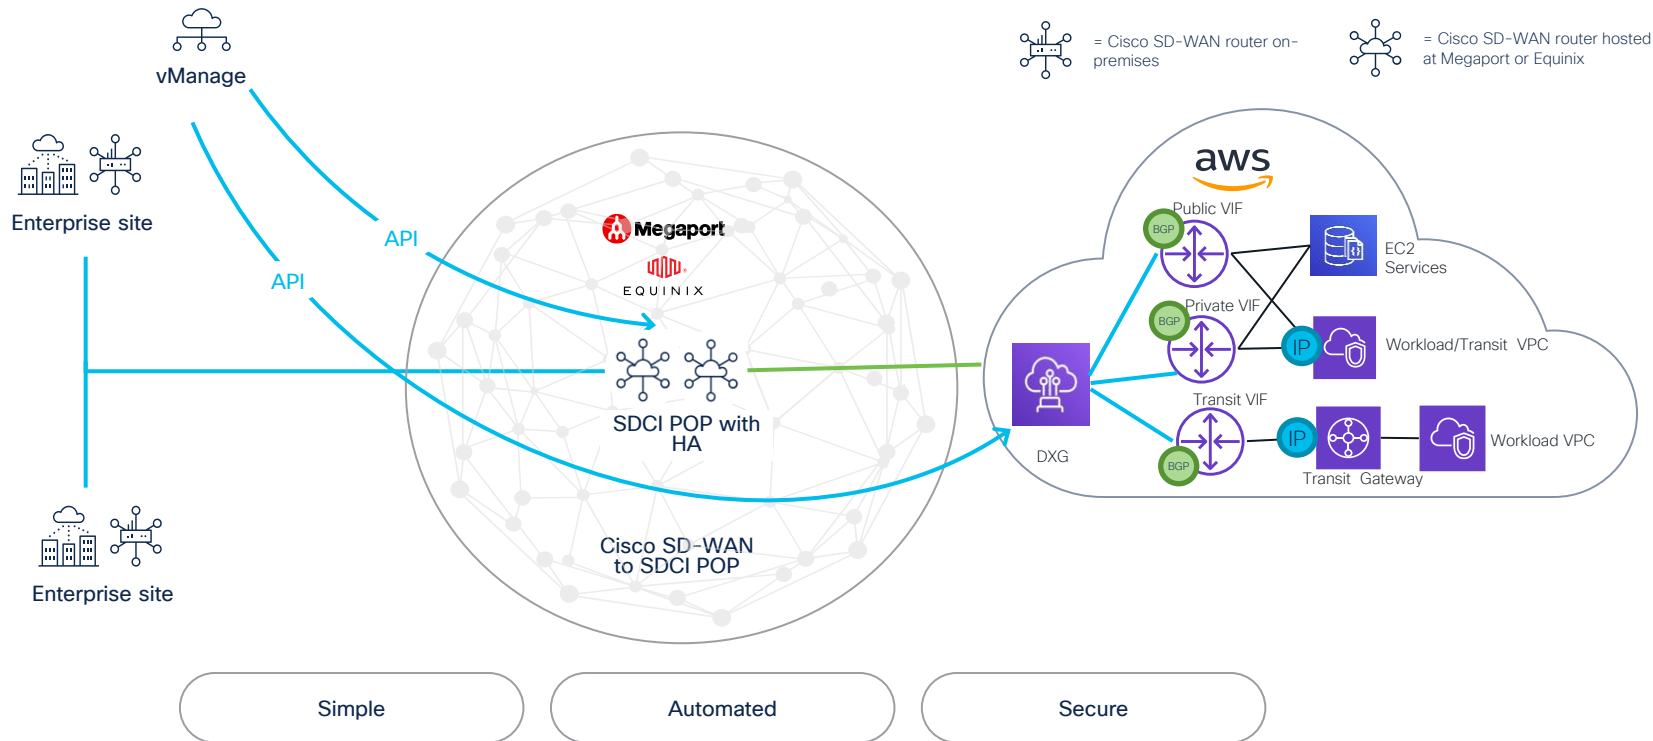 vManage
= Cisco SD-WAN router on-
premises
= Cisco SD-WAN router hosted
at Megaport or Equinix
Enterprise site
API
API
Megaport
EQUINIX
SDCI POP with
HA
Cisco SD-WAN
to SDCI POP
Enterprise site
aws
Public VIF
BGP
EC2
Services
Private VIF
BGP
IP
Workload/Transit VPC
DXG
Transit VIF
BGP
IP
Transit Gateway
Workload VPC
Simple
Automated
Secure